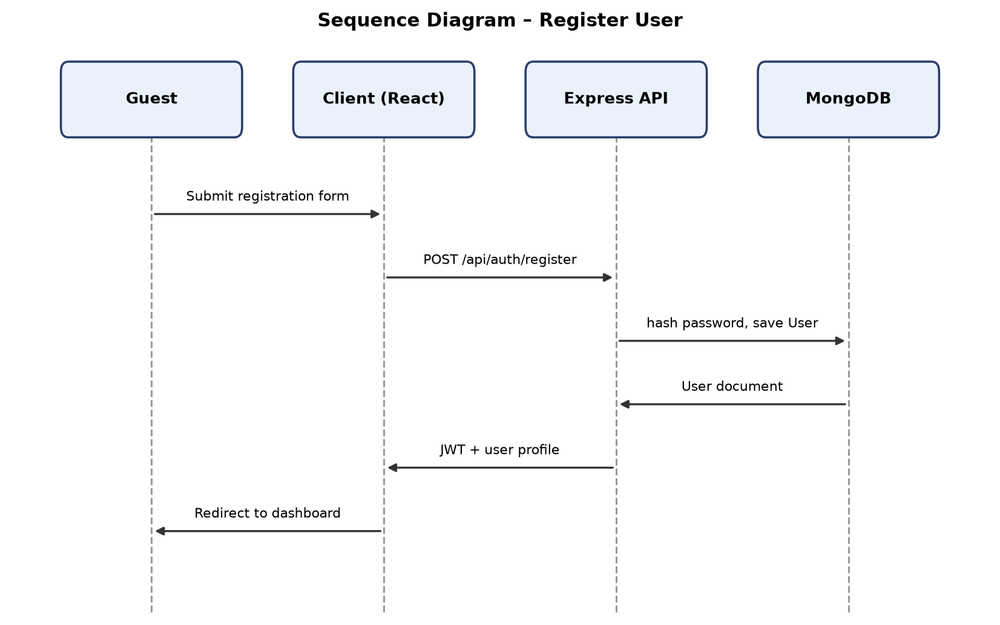 Sequence Diagram – Register User
Guest
Client (React)
Express API
MongoDB
Submit registration form
POST /api/auth/register
hash password, save User
User document
JWT + user profile
Redirect to dashboard